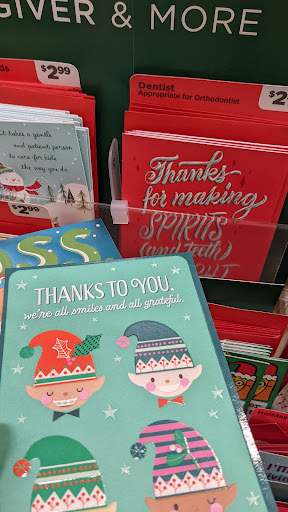 GIVER & MORE
$2.99
Dentist
Appropriate for Orthodontist
$2
It takes a gentle
and patient person
to care for kids
the way you do.
Thanks
for making
SPIRITS
(and teeth)
$2.99
THANKS TO YOU,
we're all smiles and all grateful.